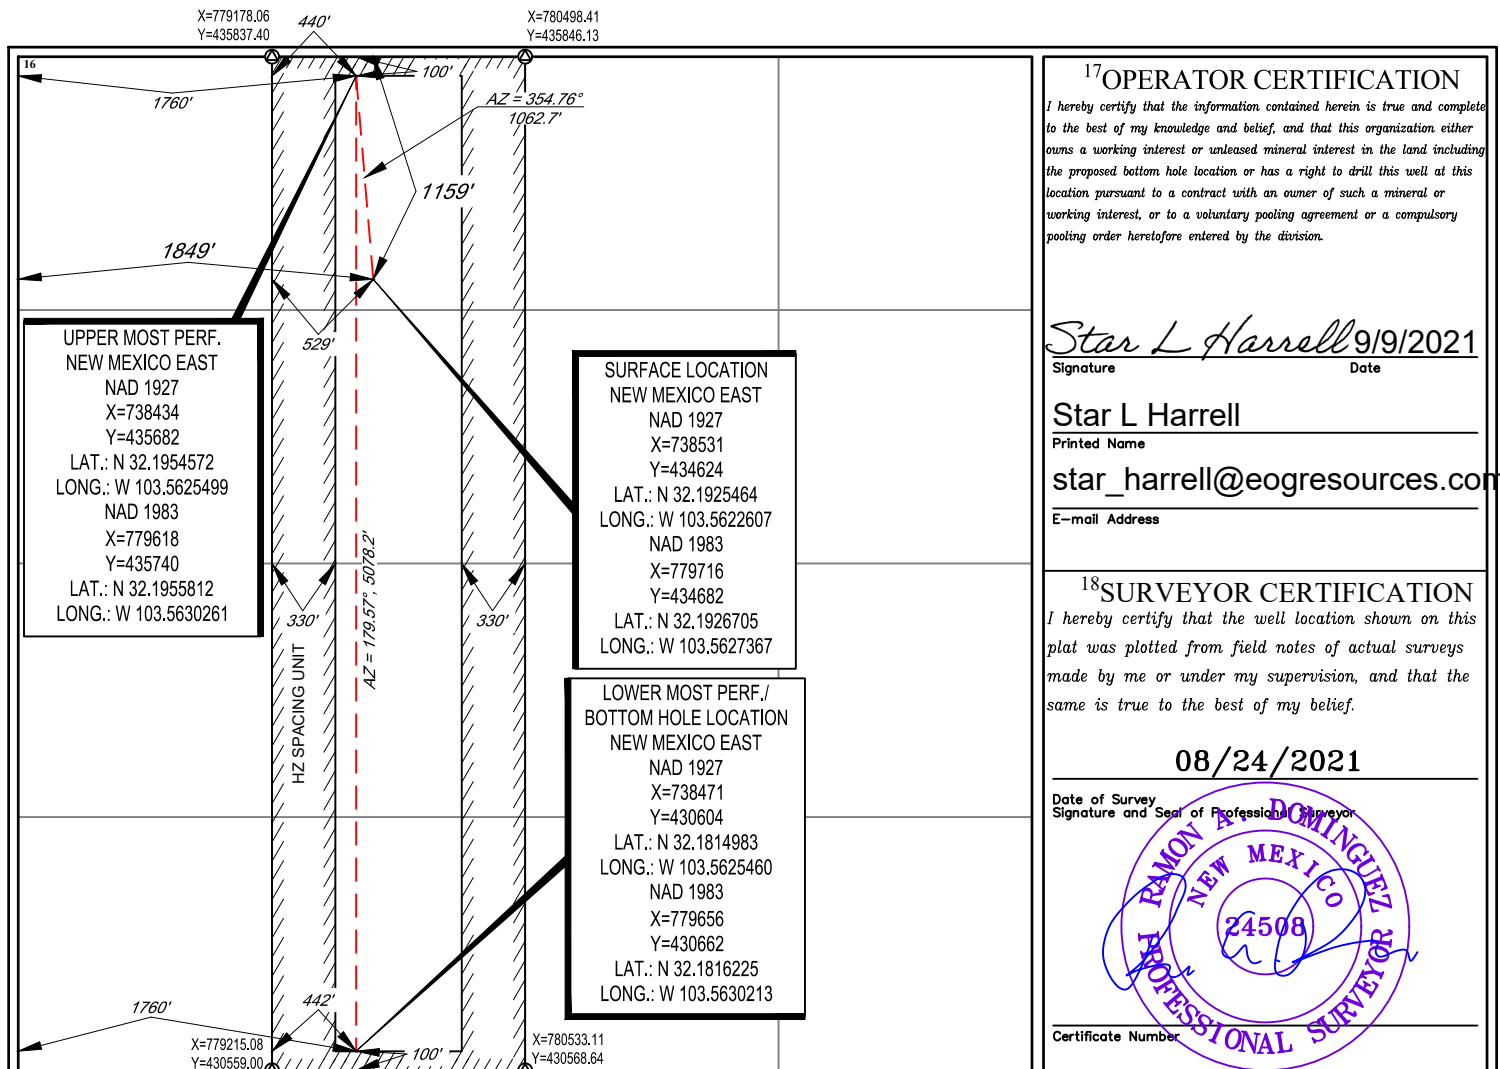 X=779178.06
Y=435837.40
440'
X=780498.41
Y=435846.13
16
100'
1760'
AZ = 354.76°
1062.7'
1159'
1849'
529'
UPPER MOST PERF.
NEW MEXICO EAST
NAD 1927
X=738434
Y=435682
LAT.: N 32.1954572
LONG.: W 103.5625499
NAD 1983
X=779618
Y=435740
LAT.: N 32.1955812
LONG.: W 103.5630261
SURFACE LOCATION
NEW MEXICO EAST
NAD 1927
X=738531
Y=434624
LAT.: N 32.1925464
LONG.: W 103.5622607
NAD 1983
X=779716
Y=434682
LAT.: N 32.1926705
LONG.: W 103.5627367
330'
330'
HZ SPACING UNIT
AZ = 179.57°, 5078.2'
LOWER MOST PERF./
BOTTOM HOLE LOCATION
NEW MEXICO EAST
NAD 1927
X=738471
Y=430604
LAT.: N 32.1814983
LONG.: W 103.5625460
NAD 1983
X=779656
Y=430662
LAT.: N 32.1816225
LONG.: W 103.5630213
1760'
442'
X=779215.08
Y=430559.00
100'
X=780533.11
Y=430568.64
17 OPERATOR CERTIFICATION
I hereby certify that the information contained herein is true and complete
to the best of my knowledge and belief, and that this organization either
owns a working interest or unleased mineral interest in the land including
the proposed bottom hole location or has a right to drill this well at this
location pursuant to a contract with an owner of such a mineral or
working interest, or to a voluntary pooling agreement or a compulsory
pooling order heretofore entered by the division.
Star L Harrell 9/9/2021
Signature Date
Star L Harrell
Printed Name
star_harrell@eogresources.com
E-mail Address
18 SURVEYOR CERTIFICATION
I hereby certify that the well location shown on this
plat was plotted from field notes of actual surveys
made by me or under my supervision, and that the
same is true to the best of my belief.
08/24/2021
Date of Survey
Signature and Seal of Professional Surveyor
RAMON A. DOMINGUEZ
NEW MEXICO
24508
PROFESSIONAL SURVEYOR
Certificate Number